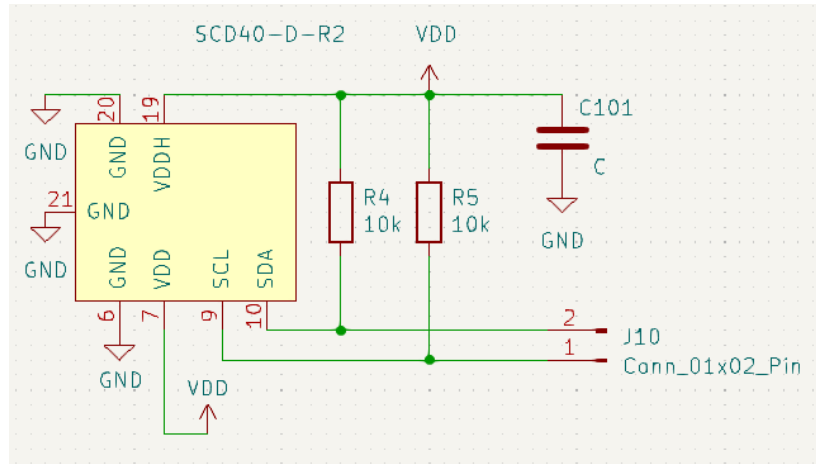 SCD40-D-R2
VDD
20
19
C101
GND
GND
VDDH
C
21
GND
R4
10k
R5
10k
GND
GND
GND
VDD
SCL
SDA
6
7
9
10
2
J10
1
Conn_01x02_Pin
GND
VDD